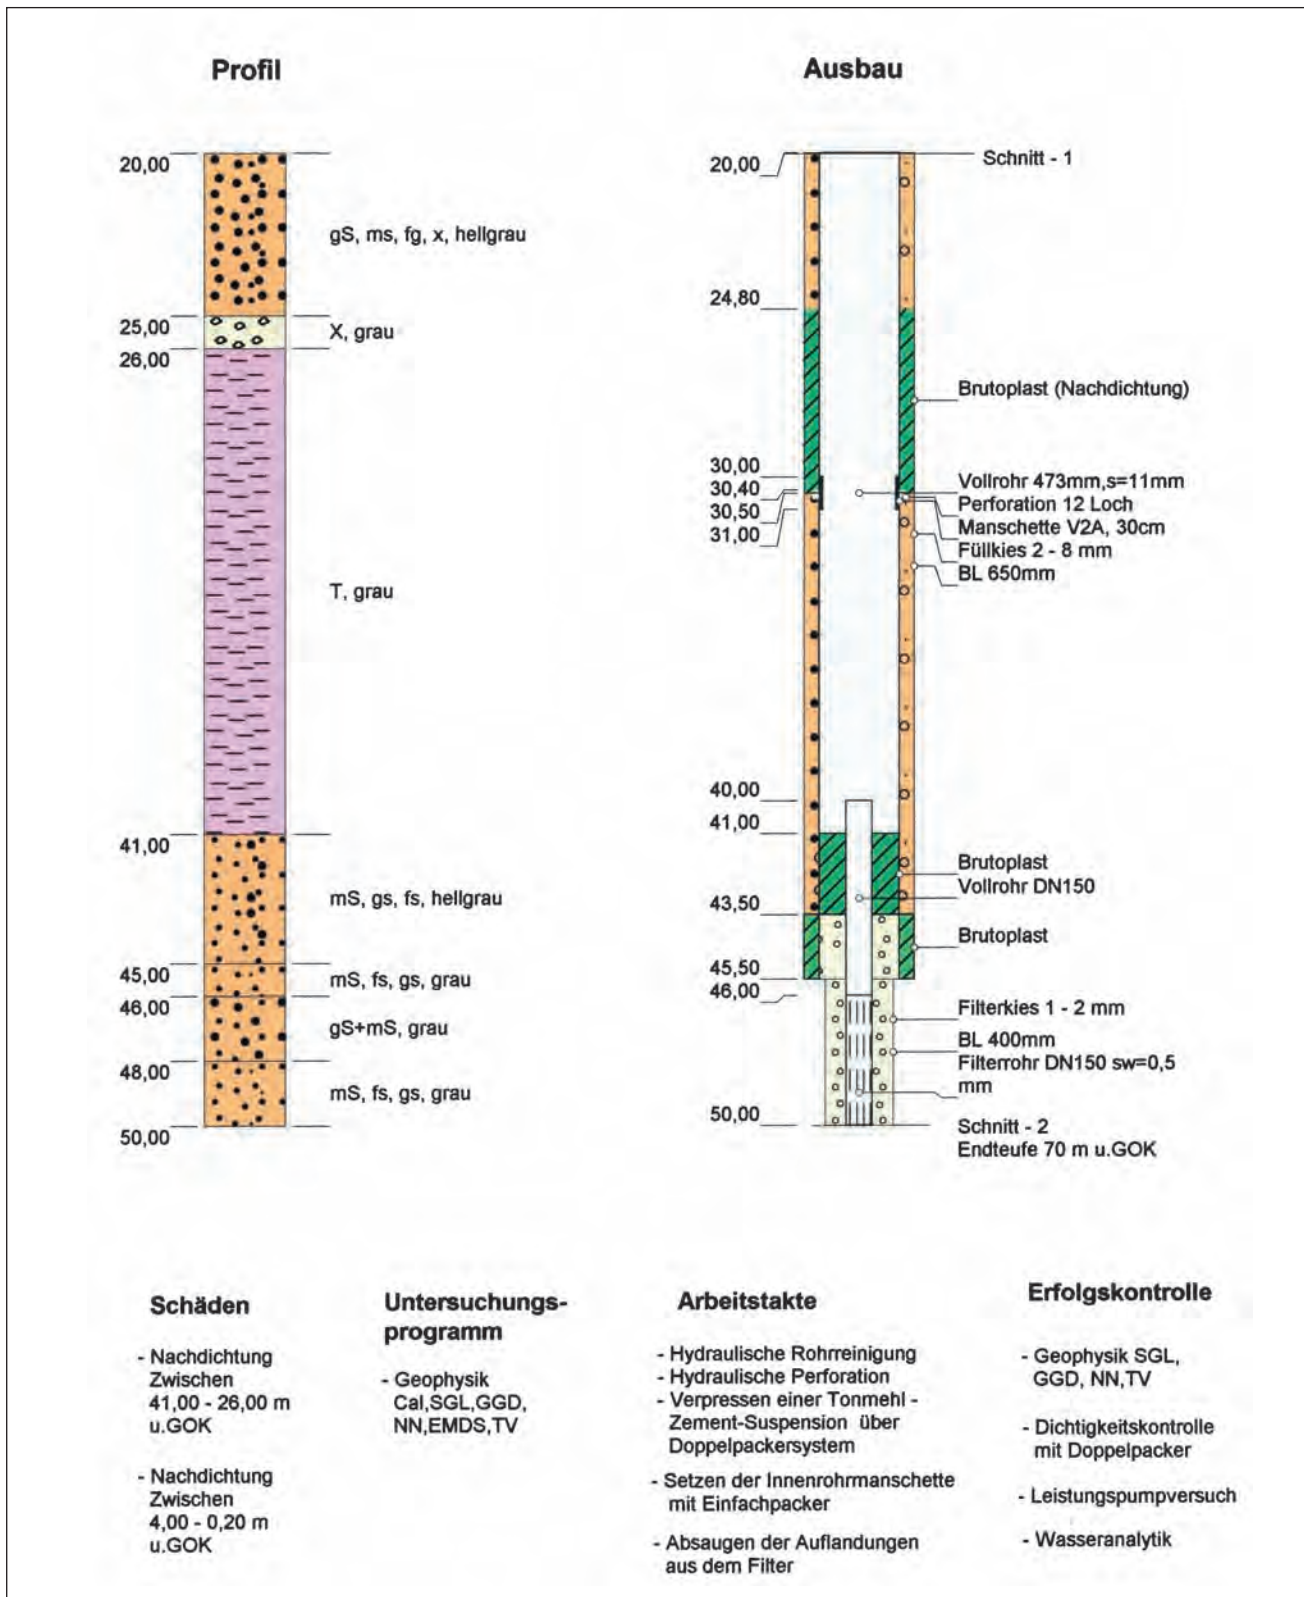 Profil
20,00
gS, ms, fg, x, hellgrau
25,00
X, grau
26,00
T, grau
41,00
mS, gs, fs, hellgrau
45,00
mS, fs, gs, grau
46,00
gS+mS, grau
48,00
mS, fs, gs, grau
50,00
Ausbau
20,00
Schnitt - 1
24,80
Brutoplast (Nachdichtung)
30,00
30,40
30,50
31,00
Vollrohr 473mm,s=11mm
Perforation 12 Loch
Manschette V2A, 30cm
Füllkies 2 - 8 mm
BL 650mm
40,00
41,00
Brutoplast
Vollrohr DN150
43,50
Brutoplast
45,50
46,00
Filterkies 1 - 2 mm
BL 400mm
Filterrohr DN150 sw=0,5
mm
50,00
Schnitt - 2
Endteufe 70 m u.GOK
Schäden
- Nachdichtung
Zwischen
41,00 - 26,00 m
u.GOK
- Nachdichtung
Zwischen
4,00 - 0,20 m
u.GOK
Untersuchungs-
programm
- Geophysik
Cal,SGL,GGD,
NN,EMDS,TV
Arbeitstakte
- Hydraulische Rohrreinigung
- Hydraulische Perforation
- Verpressen einer Tonmehl -
Zement-Suspension über
Doppelpackersystem
- Setzen der Innenrohrmanschette
mit Einfachpacker
- Absaugen der Auflandungen
aus dem Filter
Erfolgskontrolle
- Geophysik SGL,
GGD, NN,TV
- Dichtigkeitskontrolle
mit Doppelpacker
- Leistungspumpversuch
- Wasseranalytik